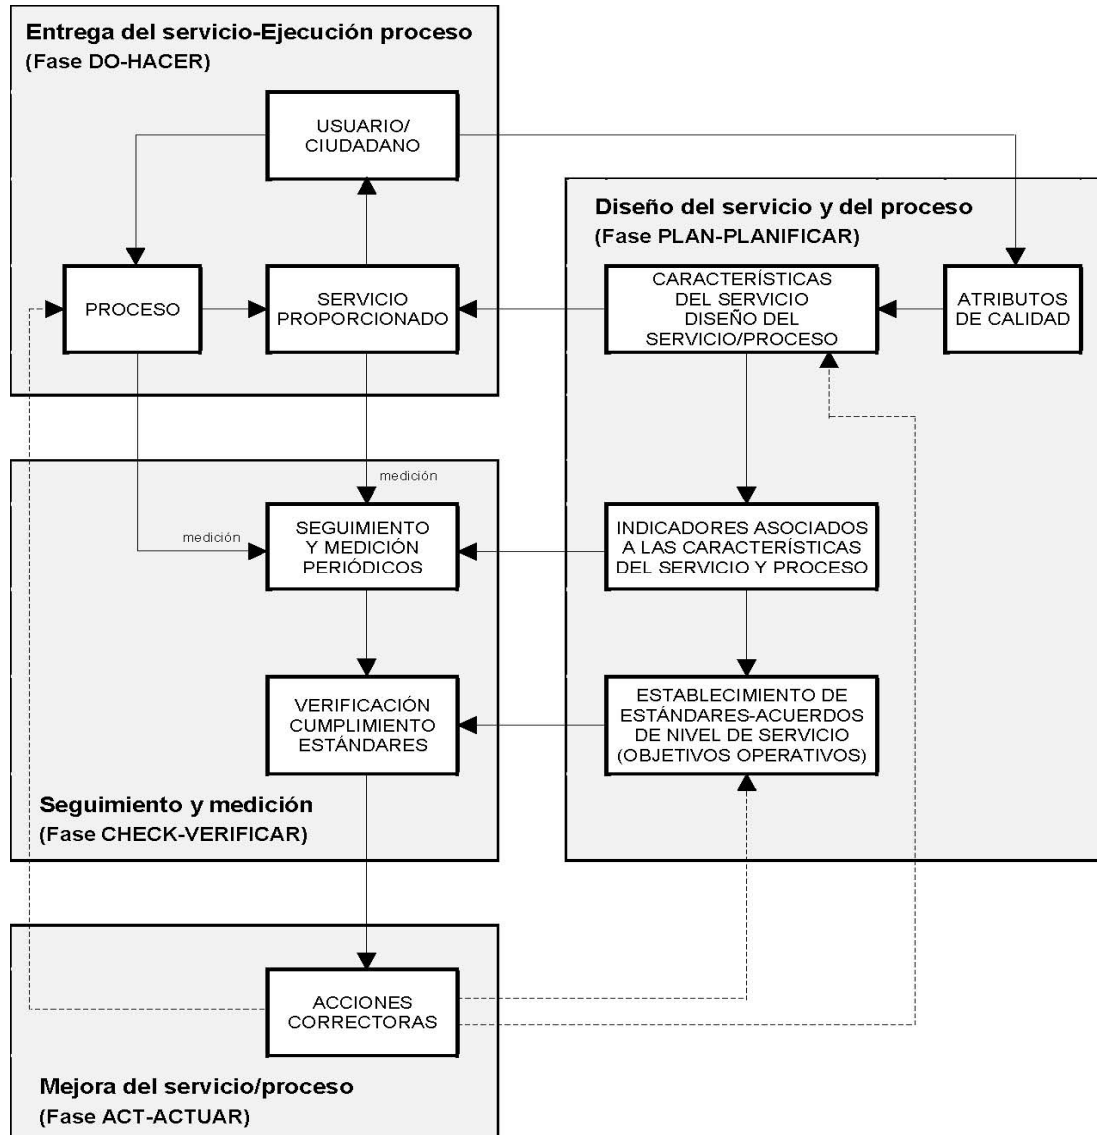 Entrega del servicio-Ejecución proceso
(Fase DO-HACER)
USUARIO/
CIUDADANO
PROCESO
SERVICIO
PROPORCIONADO
Diseño del servicio y del proceso
(Fase PLAN-PLANIFICAR)
CARACTERÍSTICAS
DEL SERVICIO
DISEÑO DEL
SERVICIO/PROCESO
ATRIBUTOS
DE CALIDAD
medición
medición
SEGUIMIENTO
Y MEDICIÓN
PERIÓDICOS
INDICADORES ASOCIADOS
A LAS CARACTERÍSTICAS
DEL SERVICIO Y PROCESO
VERIFICACIÓN
CUMPLIMIENTO
ESTÁNDARES
ESTABLECIMIENTO DE
ESTÁNDARES-ACUERDOS
DE NIVEL DE SERVICIO
(OBJETIVOS OPERATIVOS)
Seguimiento y medición
(Fase CHECK-VERIFICAR)
ACCIONES
CORRECTORAS
Mejora del servicio/proceso
(Fase ACT-ACTUAR)